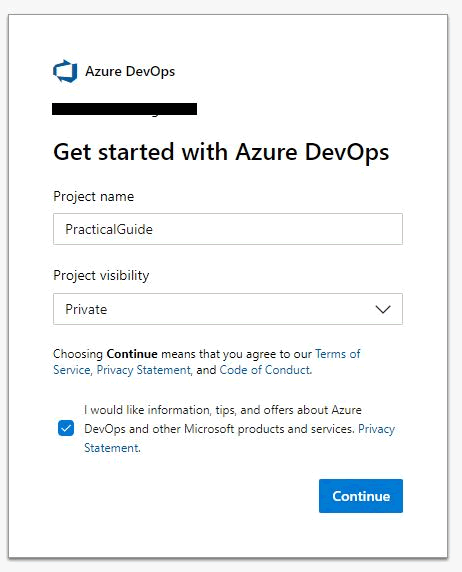 Azure DevOps
Get started with Azure DevOps
Project name
PracticalGuide
Project visibility
Private
Choosing Continue means that you agree to our Terms of
Service, Privacy Statement, and Code of Conduct.
I would like information, tips, and offers about Azure
DevOps and other Microsoft products and services. Privacy
Statement.
Continue